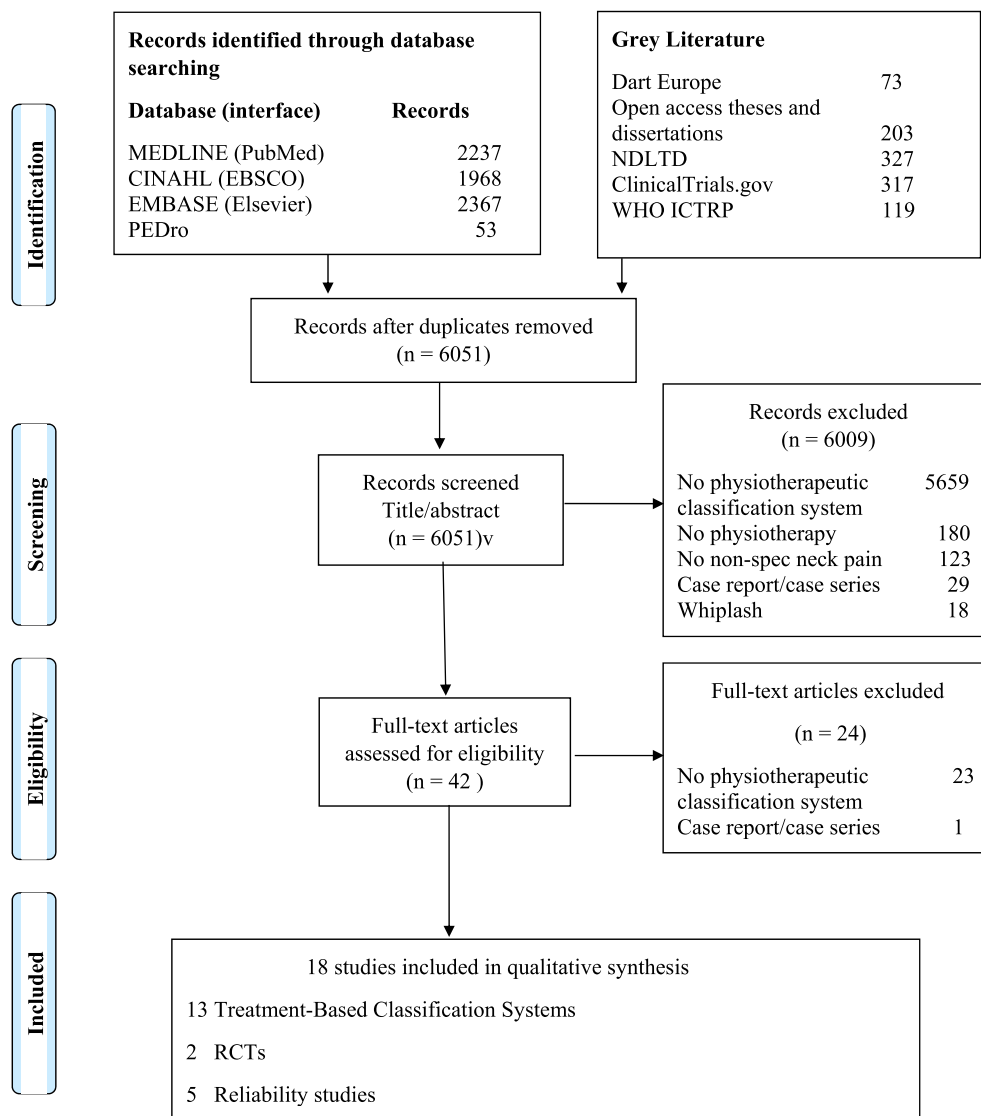 Records identified through database
searching
Database (interface) Records
MEDLINE (PubMed) 2237
CINAHL (EBSCO) 1968
EMBASE (Elsevier) 2367
PEDro 53
Grey Literature
Dart Europe 73
Open access theses and
dissertations 203
NDLTD 327
ClinicalTrials.gov 317
WHO ICTRP 119
Identification
Records after duplicates removed
(n = 6051)
Screening
Records screened
Title/abstract
(n = 6051)v
Records excluded
(n = 6009)
No physiotherapeutic 5659
classification system
No physiotherapy 180
No non-spec neck pain 123
Case report/case series 29
Whiplash 18
Eligibility
Full-text articles
assessed for eligibility
(n = 42 )
Full-text articles excluded
(n = 24)
No physiotherapeutic 23
classification system
Case report/case series 1
Included
18 studies included in qualitative synthesis
13 Treatment-Based Classification Systems
2 RCTs
5 Reliability studies